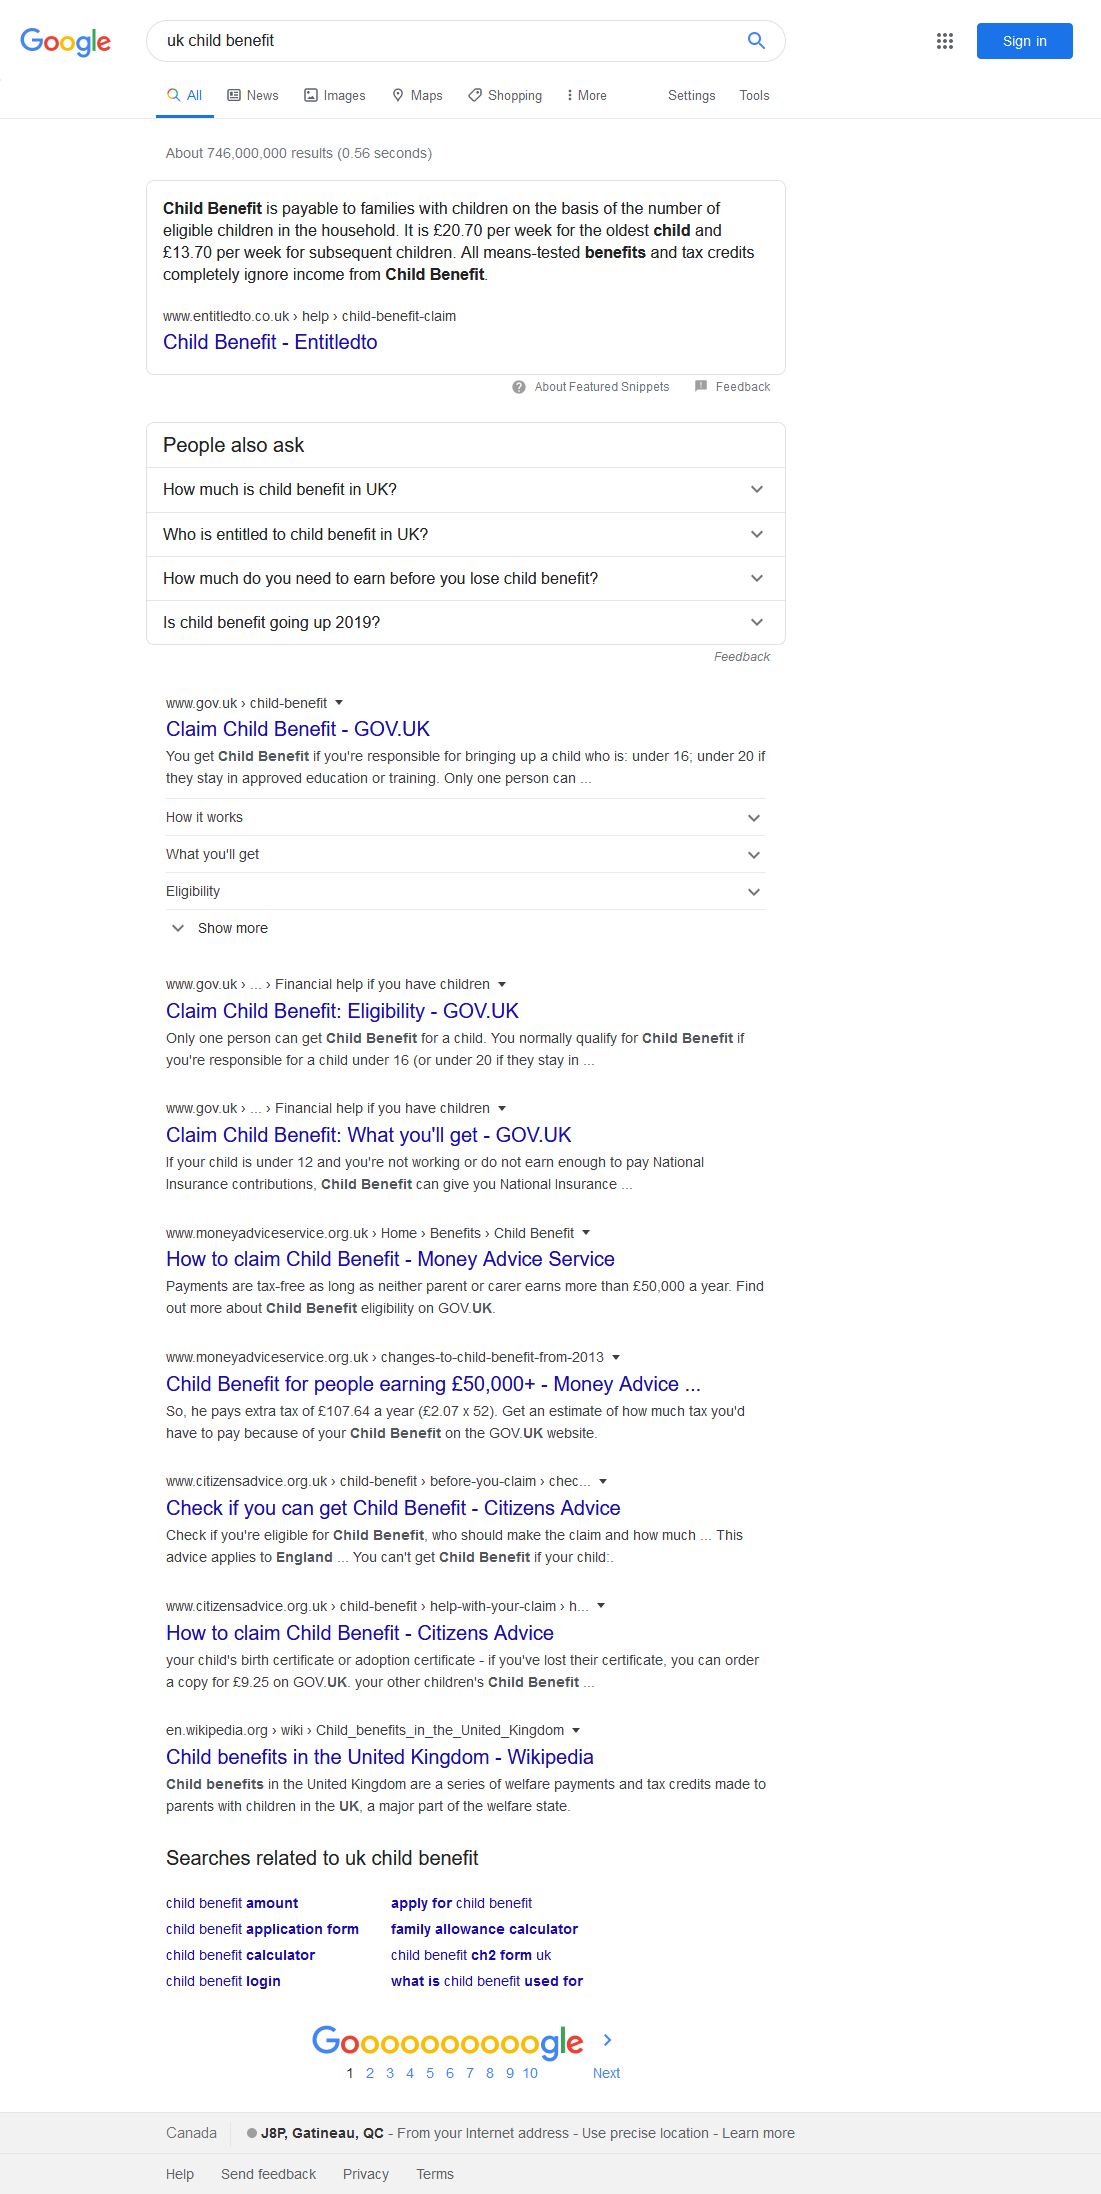 Google
uk child benefit
Sign in
All News Images Maps Shopping More Settings Tools
About 746,000,000 results (0.56 seconds)
Child Benefit is payable to families with children on the basis of the number of
eligible children in the household. It is £20.70 per week for the oldest child and
£13.70 per week for subsequent children. All means-tested benefits and tax credits
completely ignore income from Child Benefit.
www.entitledto.co.uk › help › child-benefit-claim
Child Benefit - Entitledto
About Featured Snippets Feedback
People also ask
How much is child benefit in UK?
Who is entitled to child benefit in UK?
How much do you need to earn before you lose child benefit?
Is child benefit going up 2019?
Feedback
www.gov.uk › child-benefit
Claim Child Benefit - GOV.UK
You get Child Benefit if you're responsible for bringing up a child who is: under 16; under 20 if
they stay in approved education or training. Only one person can ...
How it works
What you'll get
Eligibility
Show more
www.gov.uk › ... › Financial help if you have children
Claim Child Benefit: Eligibility - GOV.UK
Only one person can get Child Benefit for a child. You normally qualify for Child Benefit if
you're responsible for a child under 16 (or under 20 if they stay in ...
www.gov.uk › ... › Financial help if you have children
Claim Child Benefit: What you'll get - GOV.UK
If your child is under 12 and you're not working or do not earn enough to pay National
Insurance contributions, Child Benefit can give you National Insurance ...
www.moneyadviceservice.org.uk › Home › Benefits › Child Benefit
How to claim Child Benefit - Money Advice Service
Payments are tax-free as long as neither parent or carer earns more than £50,000 a year. Find
out more about Child Benefit eligibility on GOV.UK.
www.moneyadviceservice.org.uk › changes-to-child-benefit-from-2013
Child Benefit for people earning £50,000+ - Money Advice ...
So, he pays extra tax of £107.64 a year (£2.07 x 52). Get an estimate of how much tax you'd
have to pay because of your Child Benefit on the GOV.UK website.
www.citizensadvice.org.uk › child-benefit › before-you-claim › chec...
Check if you can get Child Benefit - Citizens Advice
Check if you're eligible for Child Benefit, who should make the claim and how much ... This
advice applies to England ... You can't get Child Benefit if your child:.
www.citizensadvice.org.uk › child-benefit › help-with-your-claim › h...
How to claim Child Benefit - Citizens Advice
your child's birth certificate or adoption certificate - if you've lost their certificate, you can order
a copy for £9.25 on GOV.UK. your other children's Child Benefit ...
en.wikipedia.org › wiki › Child_benefits_in_the_United_Kingdom
Child benefits in the United Kingdom - Wikipedia
Child benefits in the United Kingdom are a series of welfare payments and tax credits made to
parents with children in the UK, a major part of the welfare state.
Searches related to uk child benefit
child benefit amount apply for child benefit
child benefit application form family allowance calculator
child benefit calculator child benefit ch2 form uk
child benefit login what is child benefit used for
Goooooooooogle
1 2 3 4 5 6 7 8 9 10 Next
Canada J8P, Gatineau, QC - From your Internet address - Use precise location - Learn more
Help Send feedback Privacy Terms